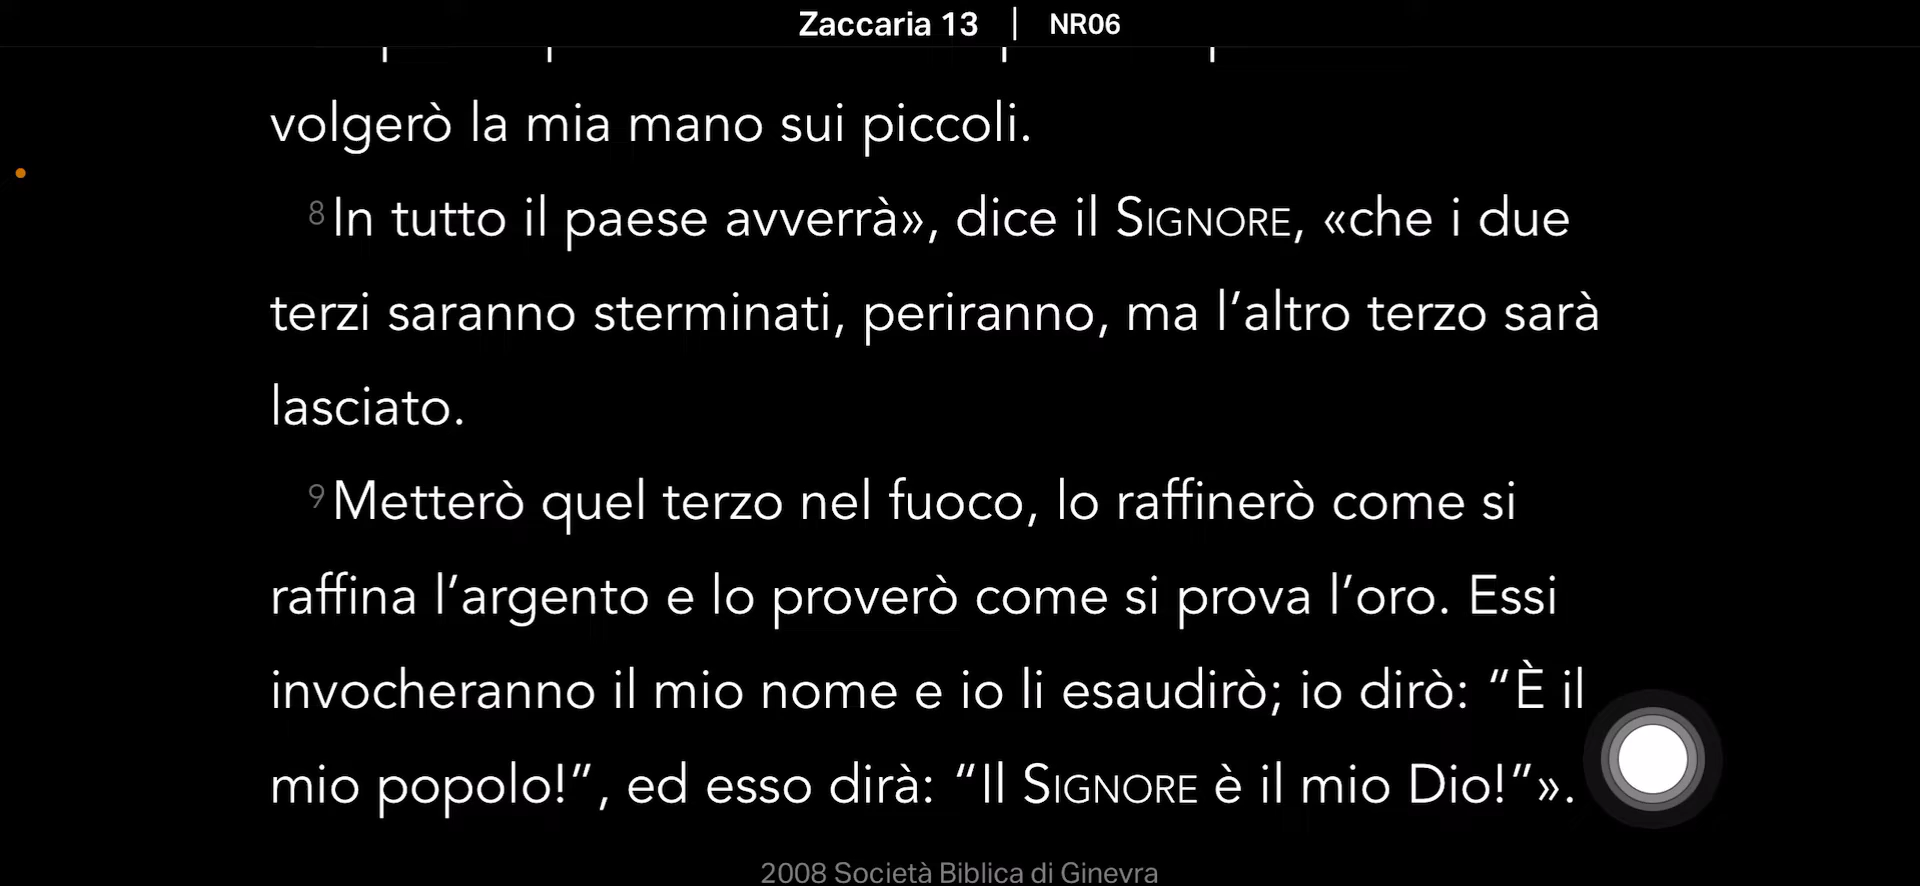 Zaccaria 13 | NR06
volgerò la mia mano sui piccoli.
8 In tutto il paese avverrà», dice il SIGNORE, «che i due
terzi saranno sterminati, periranno, ma l’altro terzo sarà
lasciato.
9 Metterò quel terzo nel fuoco, lo raffinerò come si
raffina l’argento e lo proverò come si prova l’oro. Essi
invocheranno il mio nome e io li esaudirò; io dirò: “È il
mio popolo!”, ed esso dirà: “Il SIGNORE è il mio Dio!”».
2008 Società Biblica di Ginevra